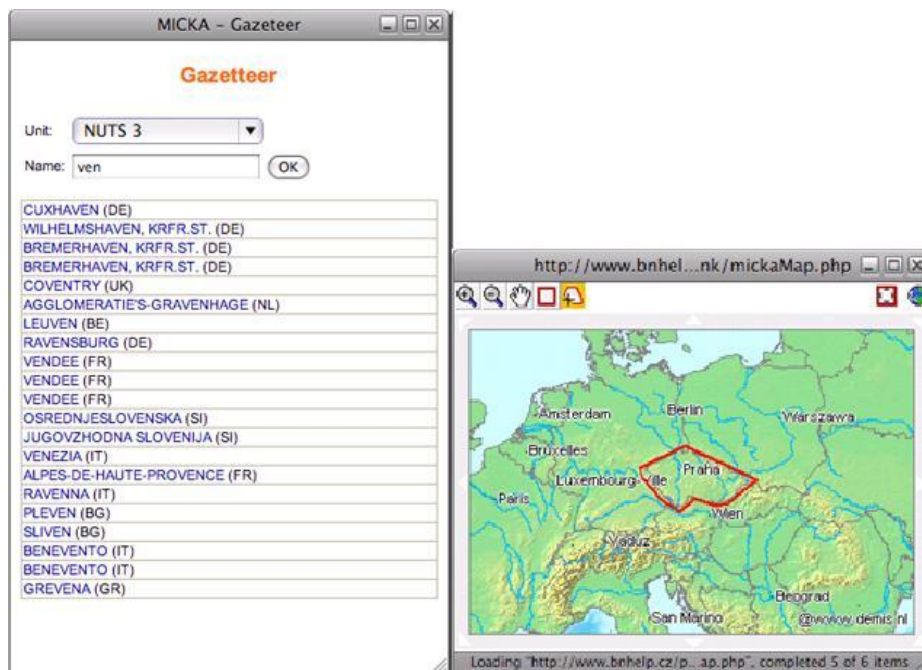 MICKA - Gazeteer
Gazetteer
Unit: NUTS 3
Name: ven OK
CUXHAVEN (DE)
WILHELMSHAVEN, KRFR.ST. (DE)
BREMERHAVEN, KRFR.ST. (DE)
BREMERHAVEN, KRFR.ST. (DE)
COVENTRY (UK)
AGGLOMERATIE'S-GRAVENHAGE (NL)
LEUVEN (BE)
RAVENSBURG (DE)
VENDEE (FR)
VENDEE (FR)
VENDEE (FR)
OSREDNJESLOVENSKA (SI)
JUGOVZHODNA SLOVENIJA (SI)
VENEZIA (IT)
ALPES-DE-HAUTE-PROVENCE (FR)
RAVENNA (IT)
PLEVEN (BG)
SLIVEN (BG)
BENEVENTO (IT)
BENEVENTO (IT)
GREVENA (GR)
http://www.bnhel...nk/mickaMap.php
Amsterdam
Berlin
Warszawa
Bruxelles
Luxembourg-Ville
Praha
Paris
Wien
Vaduz
Beograd
San Marino
@www.demis.nl
Loading "http://www.bnhelp.cz/p...ap.php", completed 5 of 6 items